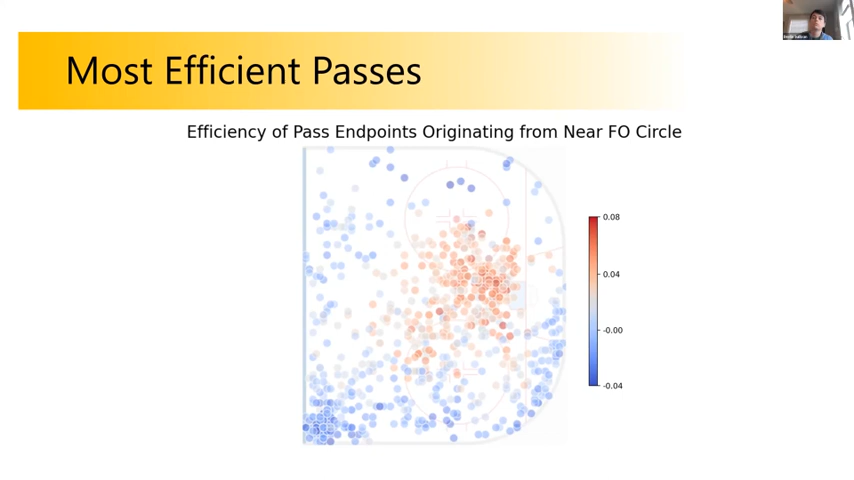 Most Efficient Passes
Efficiency of Pass Endpoints Originating from Near FO Circle
0.08
0.04
-0.00
-0.04